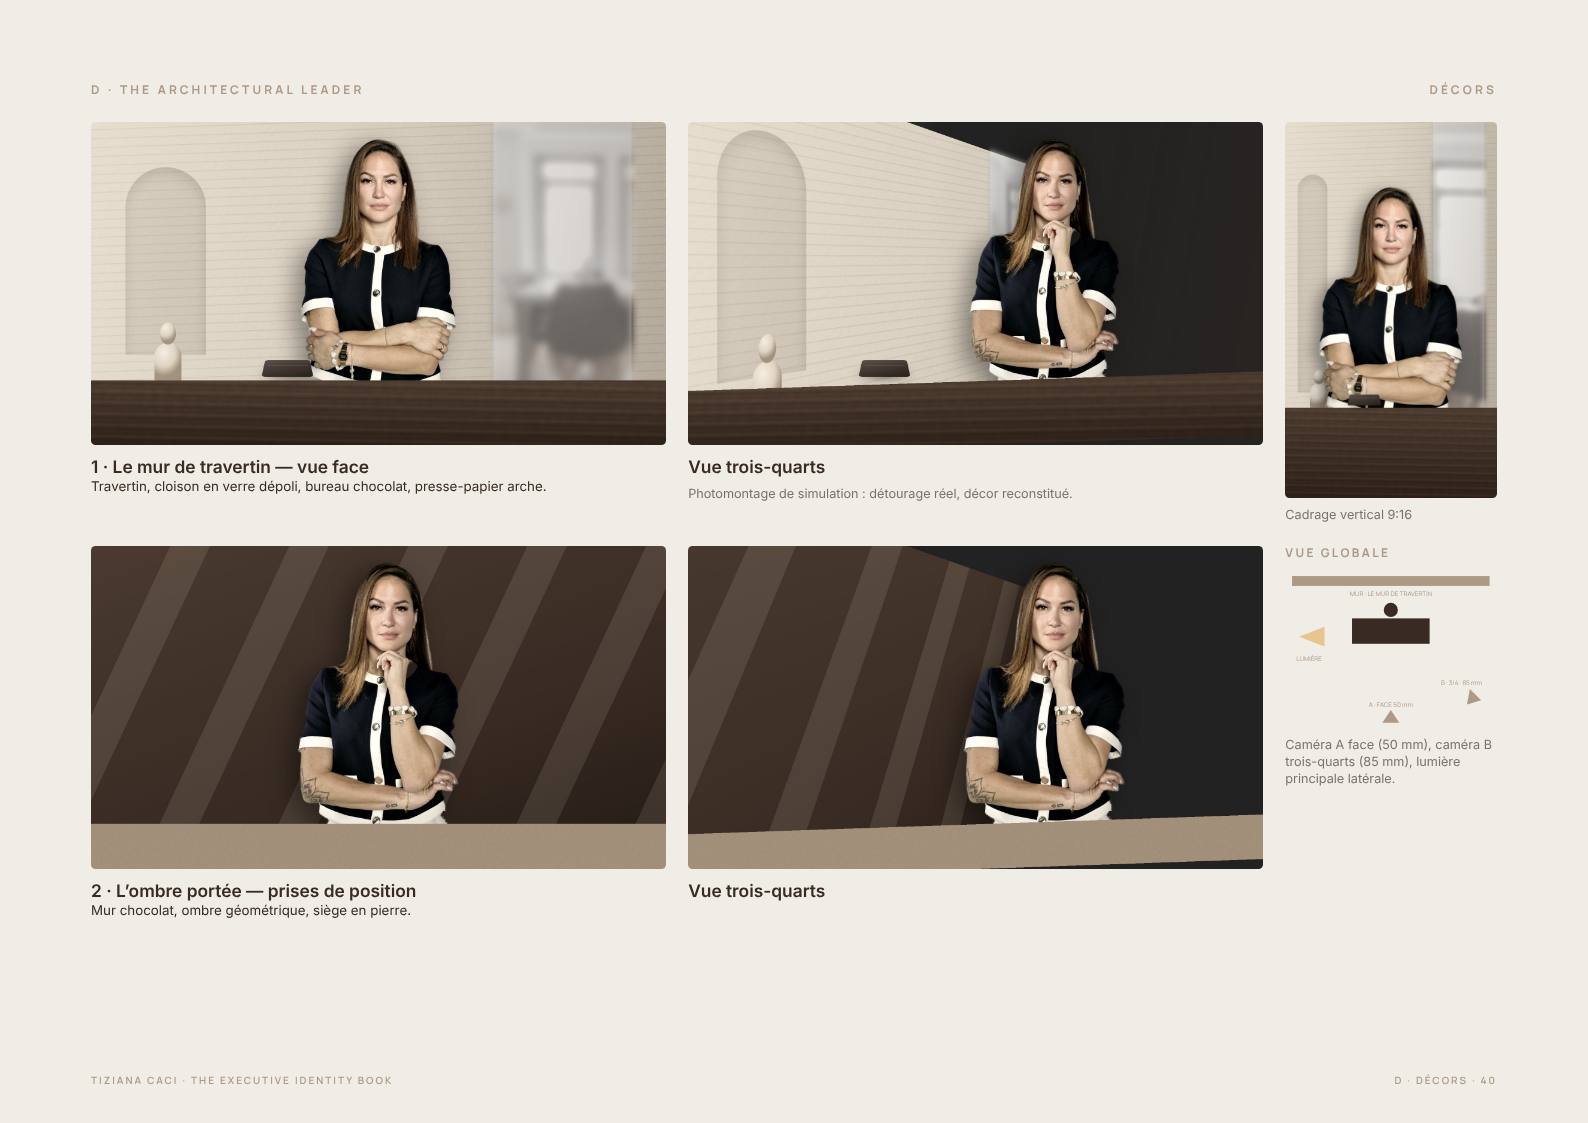 D · THE ARCHITECTURAL LEADER
DÉCORS
1 · Le mur de travertin — vue face
Travertin, cloison en verre dépoli, bureau chocolat, presse-papier arche.
Vue trois-quarts
Photomontage de simulation : détourage réel, décor reconstitué.
Cadrage vertical 9:16
VUE GLOBALE
MUR · LE MUR DE TRAVERTIN
LUMIÈRE
B · 3/4 · 85 mm
A · FACE 50 mm
Caméra A face (50 mm), caméra B
trois-quarts (85 mm), lumière
principale latérale.
2 · L’ombre portée — prises de position
Mur chocolat, ombre géométrique, siège en pierre.
Vue trois-quarts
TIZIANA CACI · THE EXECUTIVE IDENTITY BOOK
D · DÉCORS · 40